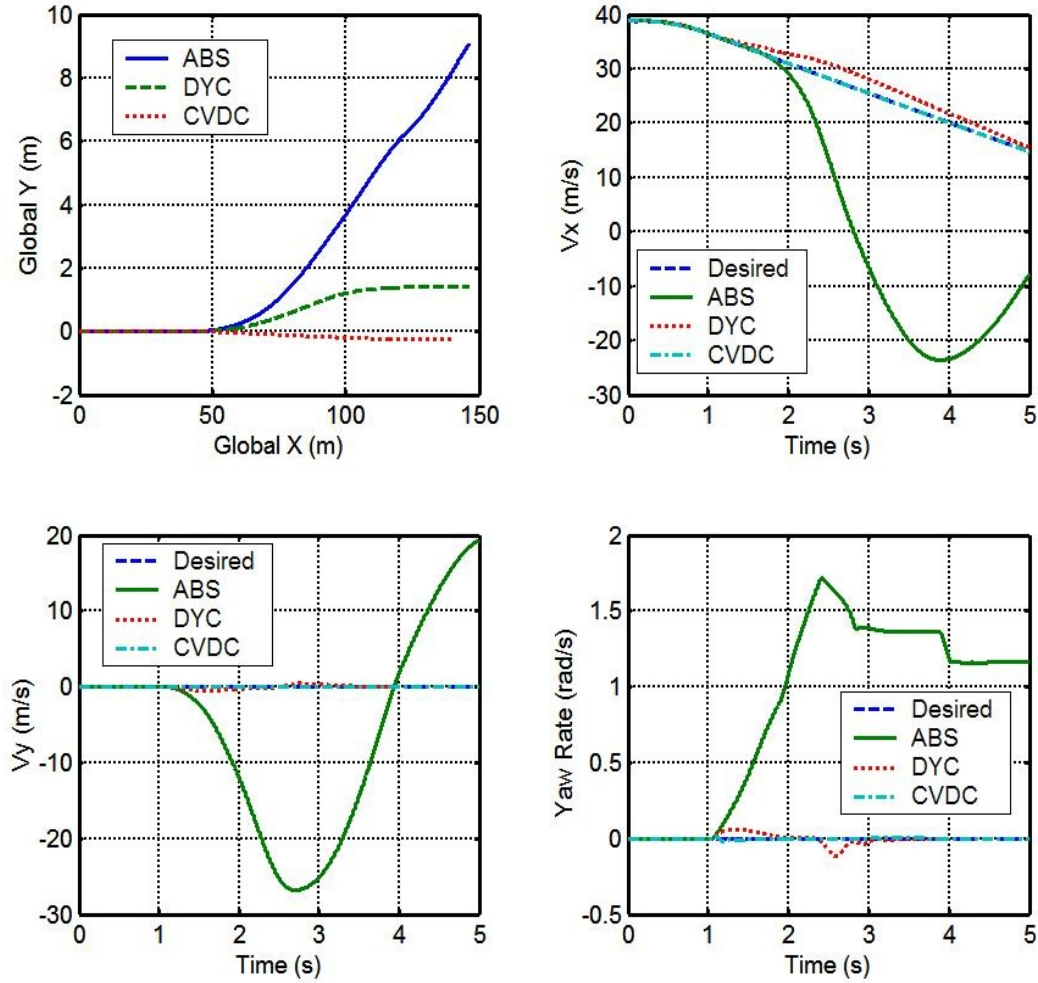 10
8
6
4
2
0
-2
Global Y (m)
ABS
DYC
CVDC
0
50
100
150
Global X (m)
40
30
20
10
0
-10
-20
-30
Vx (m/s)
Desired
ABS
DYC
CVDC
0
1
2
3
4
5
Time (s)
20
10
0
-10
-20
-30
Vy (m/s)
Desired
ABS
DYC
CVDC
0
1
2
3
4
5
Time (s)
2
1.5
1
0.5
0
-0.5
Yaw Rate (rad/s)
Desired
ABS
DYC
CVDC
0
1
2
3
4
5
Time (s)